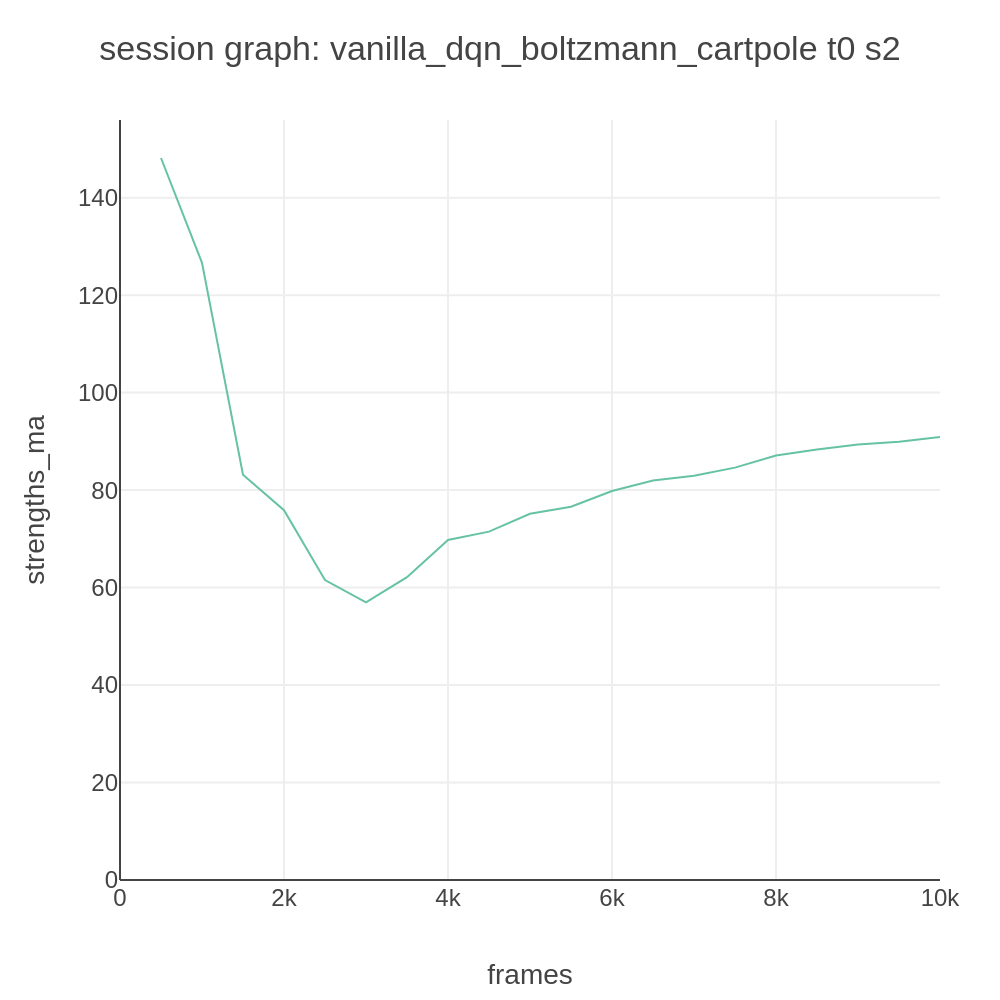 session graph: vanilla_dqn_boltzmann_cartpole t0 s2
strengths_ma
140
120
100
80
60
40
20
0
0 2k 4k 6k 8k 10k
frames